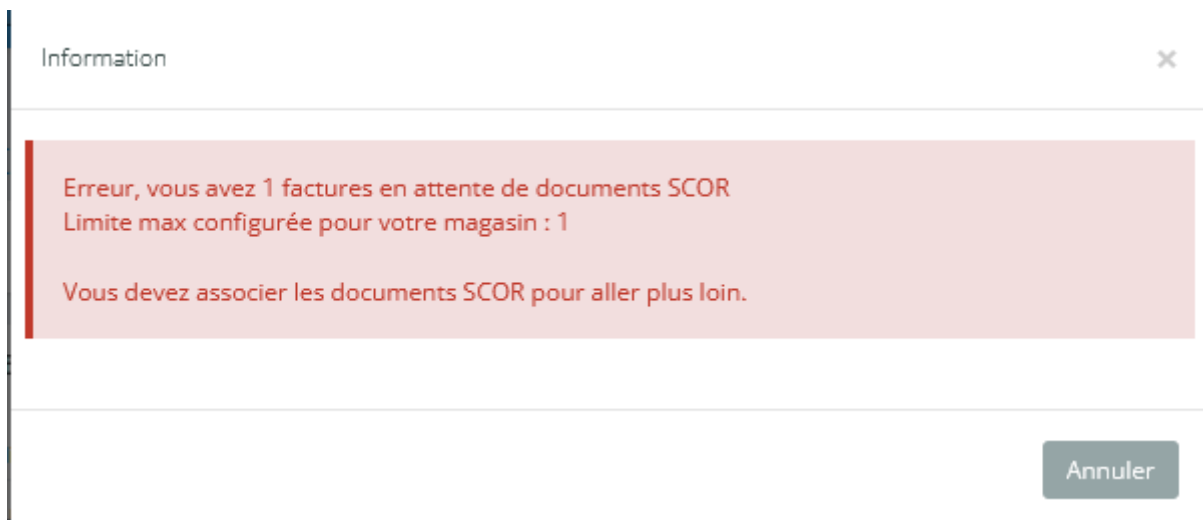 Information
×
Erreur, vous avez 1 factures en attente de documents SCOR
Limite max configurée pour votre magasin : 1
Vous devez associer les documents SCOR pour aller plus loin.
Annuler